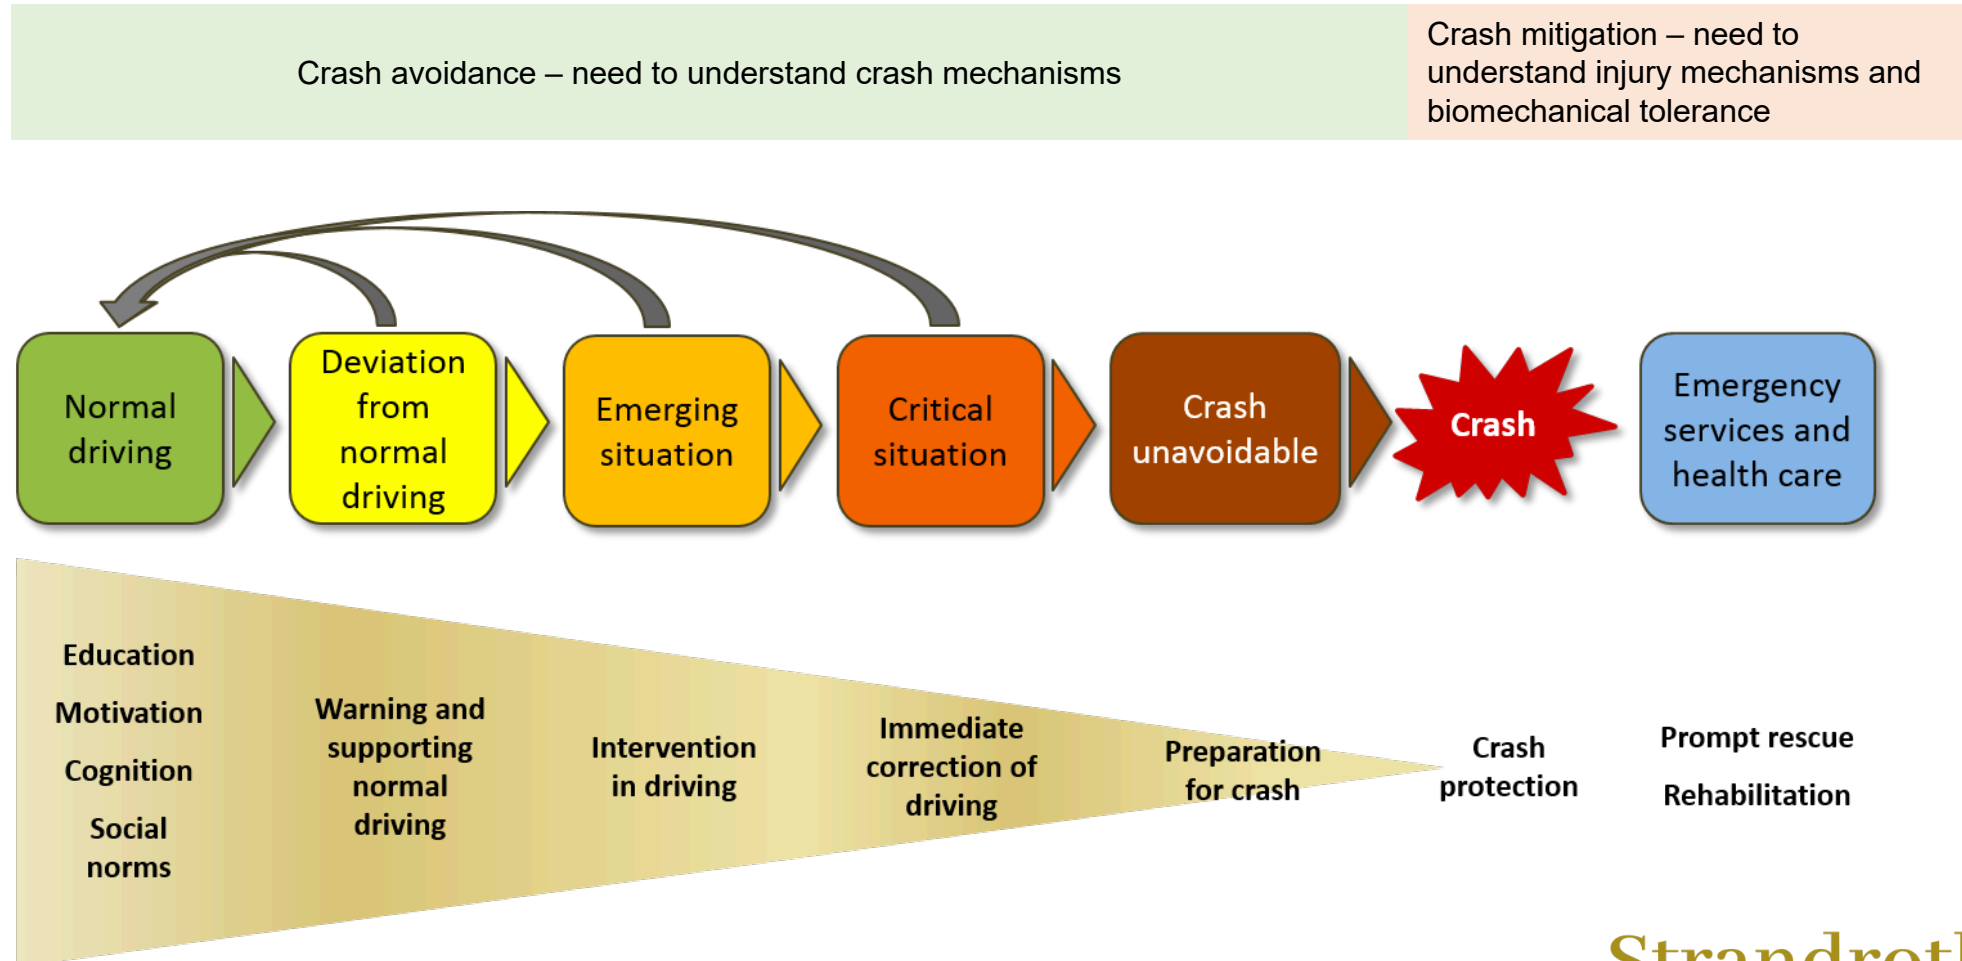 Crash avoidance – need to understand crash mechanisms
Crash mitigation – need to
understand injury mechanisms and
biomechanical tolerance
Normal
driving
Deviation
from
normal
driving
Emerging
situation
Critical
situation
Crash
unavoidable
Crash
Emergency
services and
health care
Education
Motivation
Cognition
Social
norms
Warning and
supporting
normal
driving
Intervention
in driving
Immediate
correction of
driving
Preparation
for crash
Crash
protection
Prompt rescue
Rehabilitation